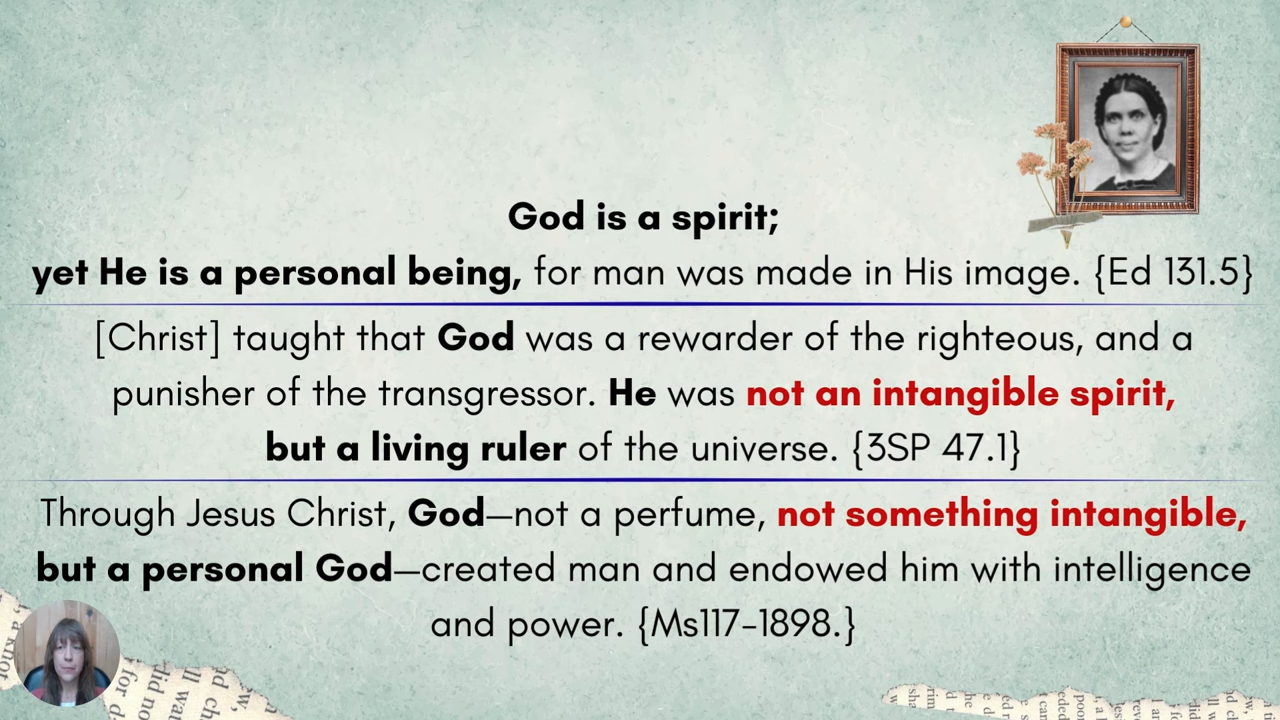 God is a spirit;
yet He is a personal being, for man was made in His image. {Ed 131.5}
[Christ] taught that God was a rewarder of the righteous, and a
punisher of the transgressor. He was not an intangible spirit,
but a living ruler of the universe. {3SP 47.1}
Through Jesus Christ, God—not a perfume, not something intangible,
but a personal God—created man and endowed him with intelligence
and power. {Ms117-1898.}